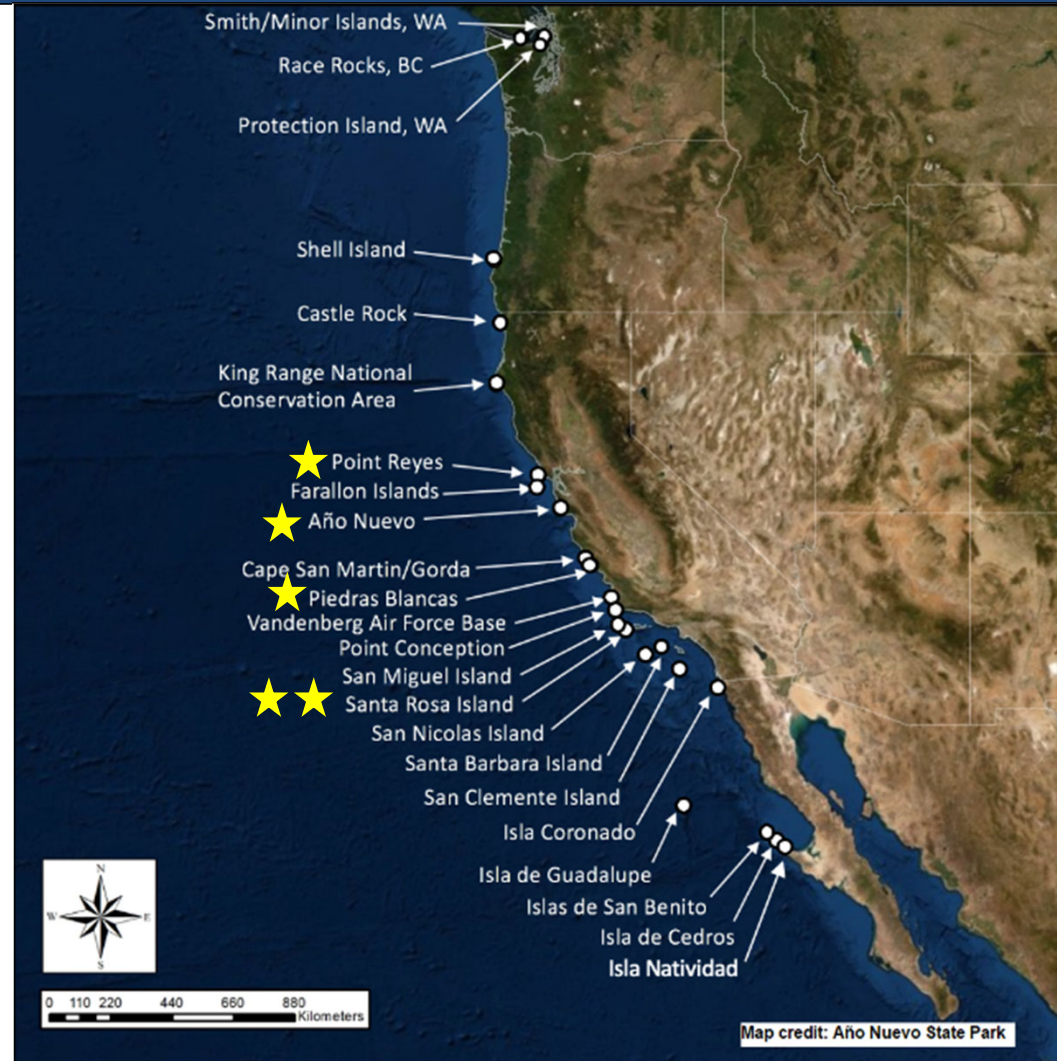 Smith/Minor Islands, WA
Race Rocks, BC
Protection Island, WA
Shell Island
Castle Rock
King Range National
Conservation Area
Point Reyes
Farallon Islands
Año Nuevo
Cape San Martin/Gorda
Piedras Blancas
Vandenberg Air Force Base
Point Conception
San Miguel Island
Santa Rosa Island
San Nicolas Island
Santa Barbara Island
San Clemente Island
Isla Coronado
Isla de Guadalupe
Islas de San Benito
Isla de Cedros
Isla Natividad
N
W E
S
0 110 220 440 660 880
Kilometers
Map credit: Año Nuevo State Park